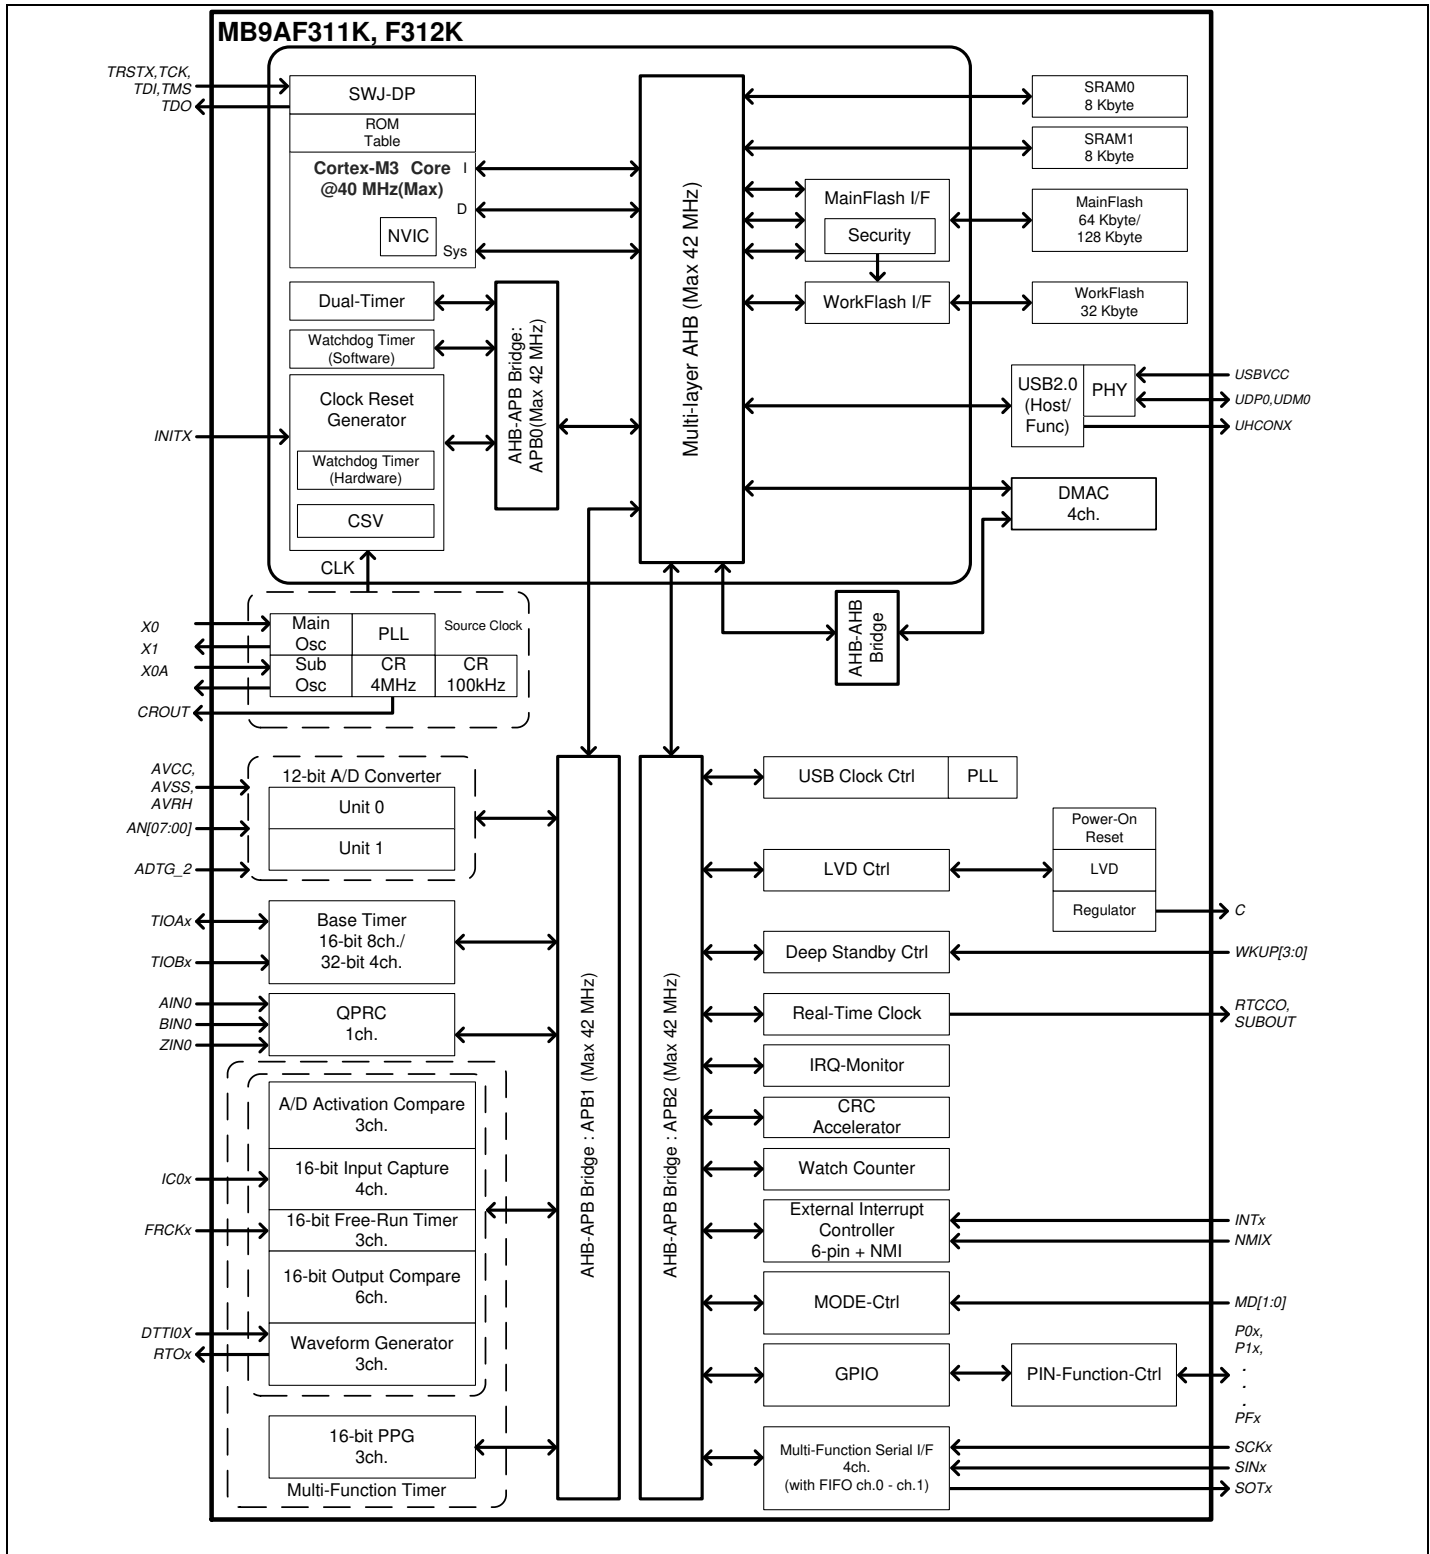 MB9AF311K, F312K
TRSTX,TCK,
TDI,TMS
TDO
SWJ-DP
ROM
Table
Cortex-M3 Core
@40 MHz(Max)
I
D
NVIC
Sys
Dual-Timer
Watchdog Timer
(Software)
INITX
Clock Reset
Generator
Watchdog Timer
(Hardware)
CSV
CLK
AHB-APB Bridge:
APB0(Max 42 MHz)
Multi-layer AHB (Max 42 MHz)
SRAM0
8 Kbyte
SRAM1
8 Kbyte
MainFlash I/F
Security
MainFlash
64 Kbyte/
128 Kbyte
WorkFlash I/F
WorkFlash
32 Kbyte
USB2.0
(Host/
Func)
PHY
USBVCC
UDP0,UDM0
UHCONX
DMAC
4ch.
AHB-AHB
Bridge
X0
X1
X0A
CROUT
Main
Osc
PLL
Source Clock
Sub
Osc
CR
4MHz
CR
100kHz
AVCC,
AVSS,
AVRH
AN[07:00]
ADTG_2
12-bit A/D Converter
Unit 0
Unit 1
TIOAx
TIOBx
Base Timer
16-bit 8ch./
32-bit 4ch.
AIN0
BIN0
ZIN0
QPRC
1ch.
A/D Activation Compare
3ch.
IC0x
16-bit Input Capture
4ch.
FRCKx
16-bit Free-Run Timer
3ch.
16-bit Output Compare
6ch.
DTTI0X
RTOx
Waveform Generator
3ch.
16-bit PPG
3ch.
Multi-Function Timer
AHB-APB Bridge : APB1 (Max 42 MHz)
AHB-APB Bridge : APB2 (Max 42 MHz)
USB Clock Ctrl
PLL
Power-On
Reset
LVD Ctrl
LVD
Regulator
C
Deep Standby Ctrl
WKUP[3:0]
Real-Time Clock
RTCCO,
SUBOUT
IRQ-Monitor
CRC
Accelerator
Watch Counter
External Interrupt
Controller
6-pin + NMI
INTx
NMIX
MODE-Ctrl
MD[1:0]
GPIO
PIN-Function-Ctrl
P0x,
P1x,
.
.
.
PFx
Multi-Function Serial I/F
4ch.
(with FIFO ch.0 - ch.1)
SCKx
SINx
SOTx